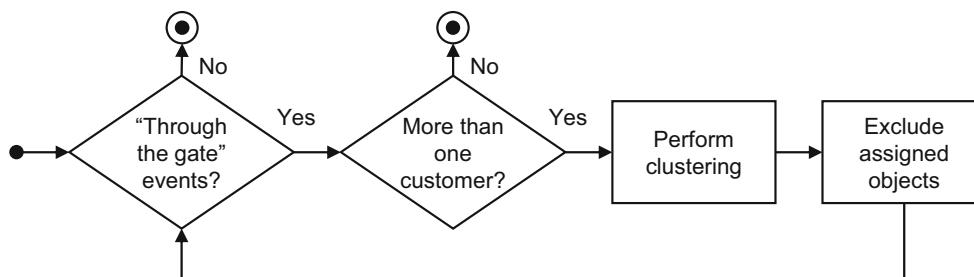 No
No
Yes
Yes
“Through
the gate”
events?
More than
one
customer?
Perform
clustering
Exclude
assigned
objects